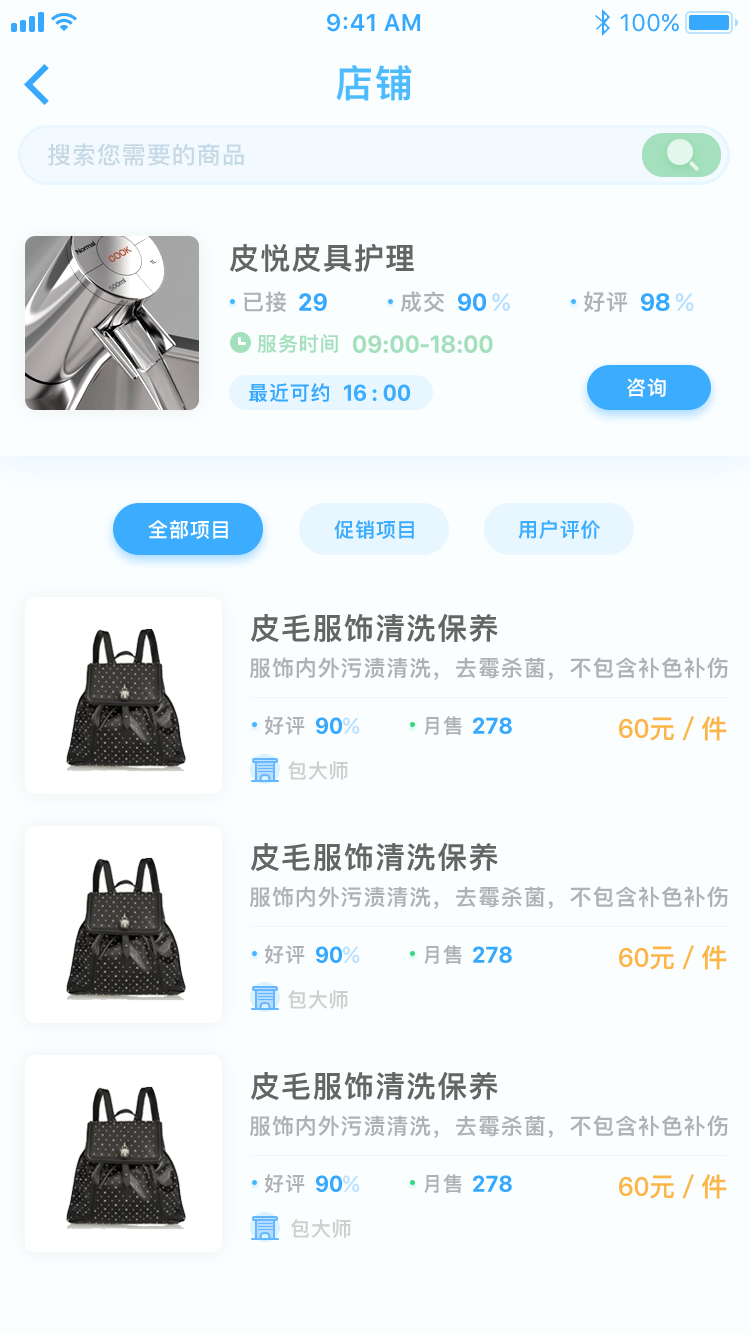 9:41 AM 100%
店铺
搜索您需要的商品
Normal COOK 1L 500ml
皮悦皮具护理
已接 29 成交 90% 好评 98%
服务时间 09:00-18:00
最近可约 16:00 咨询
全部项目 促销项目 用户评价
皮毛服饰清洗保养
服饰内外污渍清洗，去霉杀菌，不包含补色补伤
好评 90% 月售 278 60元 / 件
包大师
皮毛服饰清洗保养
服饰内外污渍清洗，去霉杀菌，不包含补色补伤
好评 90% 月售 278 60元 / 件
包大师
皮毛服饰清洗保养
服饰内外污渍清洗，去霉杀菌，不包含补色补伤
好评 90% 月售 278 60元 / 件
包大师